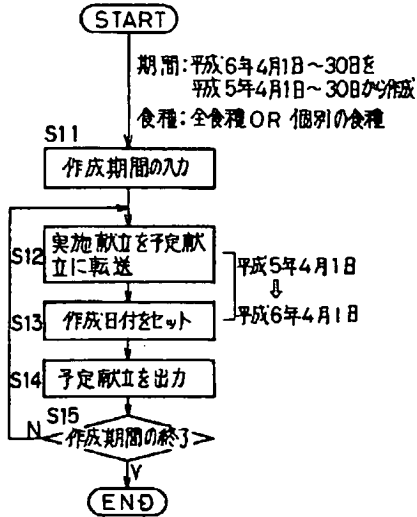 START
期間:平成6年4月1日~30日を
平成5年4月1日~30日から作成
食種:全食種OR 個別の食種
S11
作成期間の入力
S12
実施献立を予定献
立に転送
平成5年4月1日
⇩
平成6年4月1日
S13
作成日付をセット
S14
予定献立を出力
S15
N
作成期間の終了
Y
END